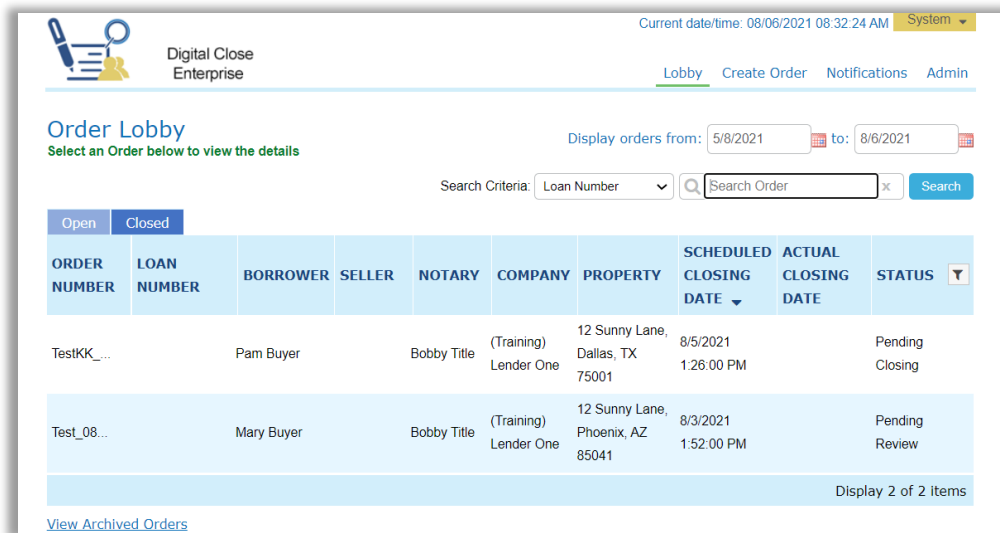 Current date/time: 08/06/2021 08:32:24 AM System
Digital Close
Enterprise
Lobby Create Order Notifications Admin
Order Lobby
Select an Order below to view the details
Display orders from: 5/8/2021 to: 8/6/2021
Search Criteria: Loan Number Search Order x Search
Open Closed
ORDER NUMBER LOAN NUMBER BORROWER SELLER NOTARY COMPANY PROPERTY SCHEDULED CLOSING DATE ACTUAL CLOSING DATE STATUS
TestKK_... Pam Buyer Bobby Title (Training) Lender One 12 Sunny Lane, Dallas, TX 75001 8/5/2021 1:26:00 PM Pending Closing
Test_08... Mary Buyer Bobby Title (Training) Lender One 12 Sunny Lane, Phoenix, AZ 85041 8/3/2021 1:52:00 PM Pending Review
Display 2 of 2 items
View Archived Orders